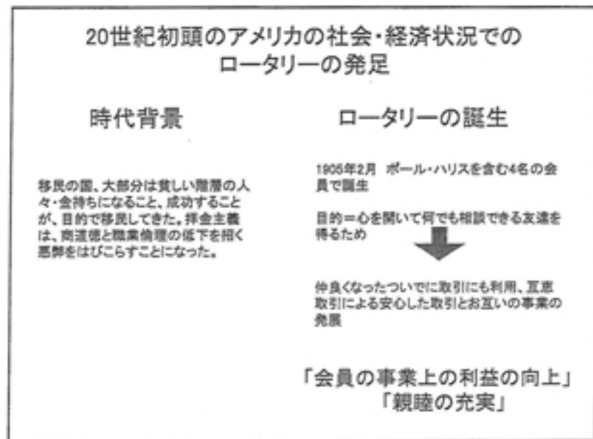 20世紀初頭のアメリカの社会・経済状況での
ロータリーの発足
時代背景
移民の国、大部分は貧しい階層の人
々・金持ちになること、成功すること
が、目的で移民してきた。拝金主義
は、商道徳と職業倫理の低下を招く
悪弊をはびこらすことになった。
ロータリーの誕生
1905年2月 ポール・ハリスを含む4名の会
員で誕生
目的=心を開いて何でも相談できる友達を
得るため
仲良くなったついでに取引にも利用、互恵
取引による安心した取引とお互いの事業の
発展
「会員の事業上の利益の向上」
「親睦の充実」